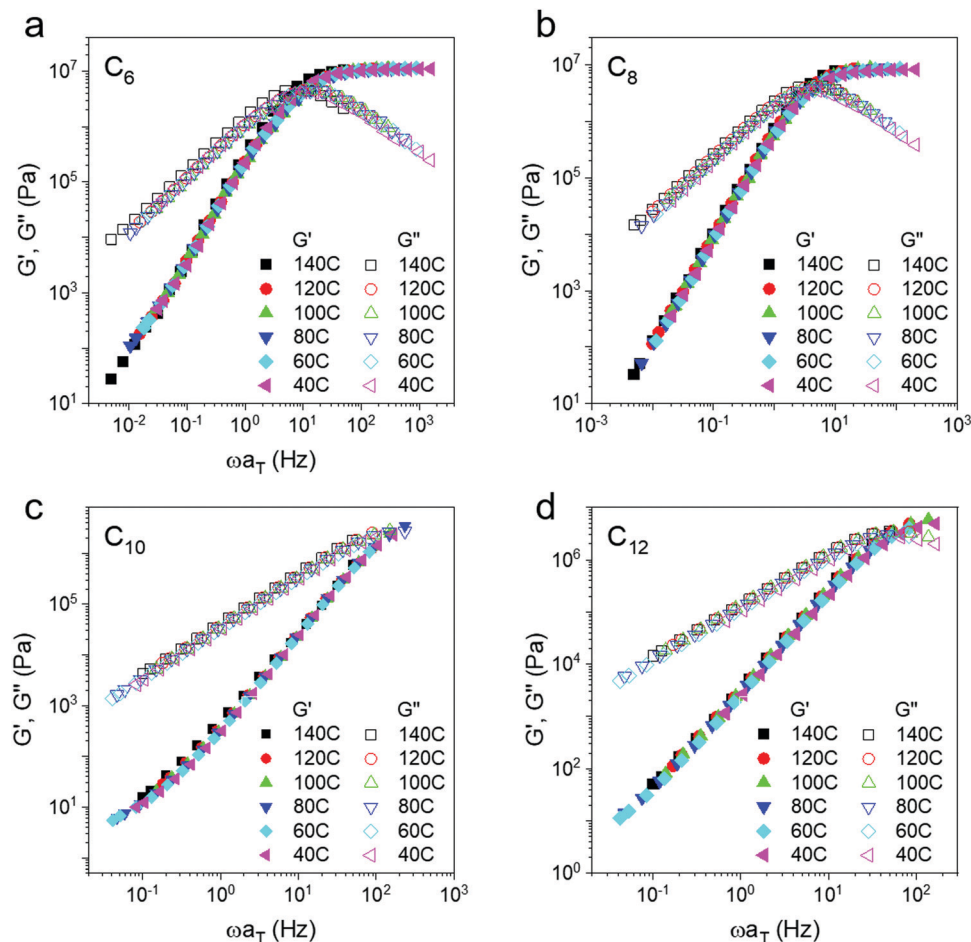 a
C6
G', G" (Pa)
10^7
10^5
10^3
10^1
G' G"
140C 140C
120C 120C
100C 100C
80C 80C
60C 60C
40C 40C
10^-2 10^-1 10^0 10^1 10^2 10^3
ωa_T (Hz)
b
C8
G', G" (Pa)
10^7
10^5
10^3
10^1
G' G"
140C 140C
120C 120C
100C 100C
80C 80C
60C 60C
40C 40C
10^-3 10^-1 10^1 10^3
ωa_T (Hz)
c
C10
G', G" (Pa)
10^5
10^3
10^1
G' G"
140C 140C
120C 120C
100C 100C
80C 80C
60C 60C
40C 40C
10^-1 10^0 10^1 10^2 10^3
ωa_T (Hz)
d
C12
G', G" (Pa)
10^6
10^4
10^2
10^0
G' G"
140C 140C
120C 120C
100C 100C
80C 80C
60C 60C
40C 40C
10^-1 10^0 10^1 10^2
ωa_T (Hz)